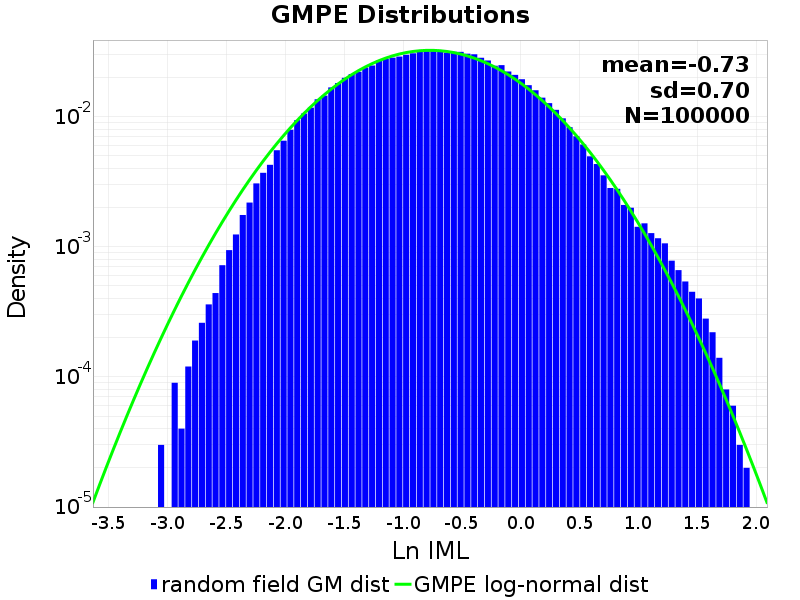 GMPE Distributions
mean=-0.73
sd=0.70
N=100000
Density
10-2
10-3
10-4
10-5
-3.5 -3.0 -2.5 -2.0 -1.5 -1.0 -0.5 0.0 0.5 1.0 1.5 2.0
Ln IML
random field GM dist GMPE log-normal dist